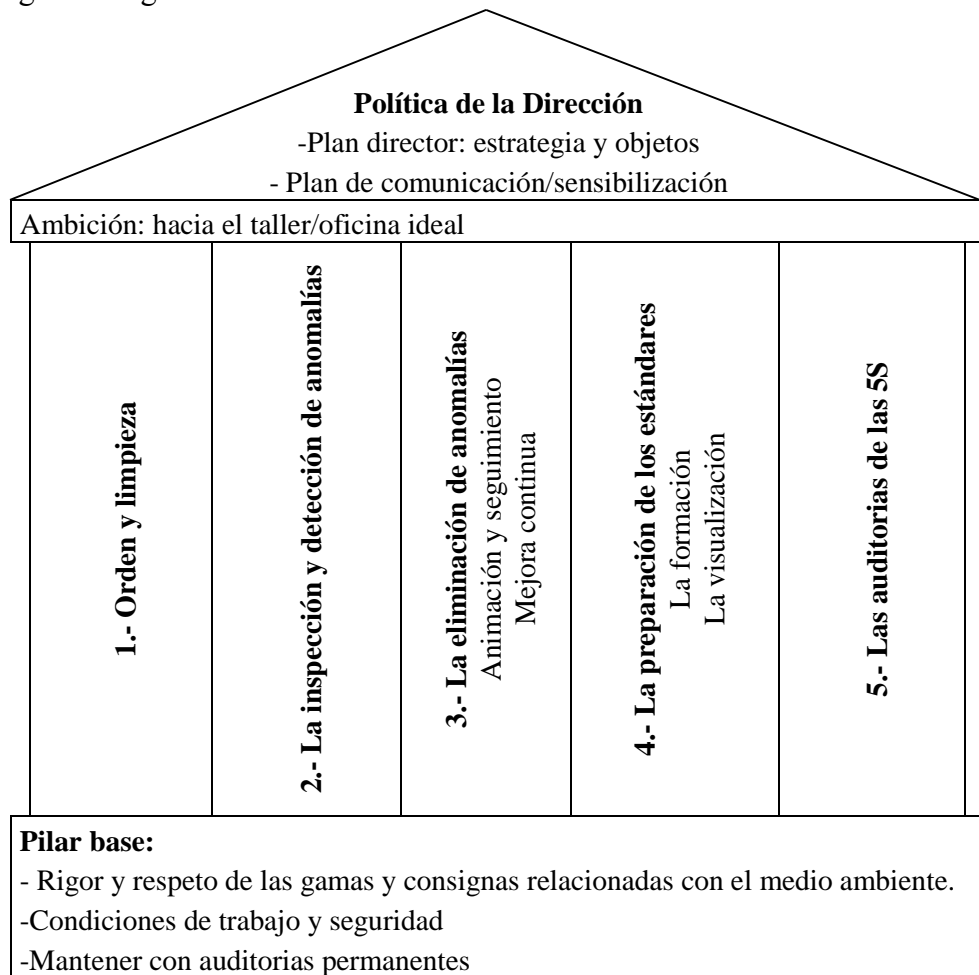 Política de la Dirección
-Plan director: estrategia y objetos
- Plan de comunicación/sensibilización
Ambición: hacia el taller/oficina ideal
1.- Orden y limpieza
2.- La inspección y detección de anomalías
3.- La eliminación de anomalías
Animación y seguimiento
Mejora continua
4.- La preparación de los estándares
La formación
La visualización
5.- Las auditorias de las 5S
Pilar base:
- Rigor y respeto de las gamas y consignas relacionadas con el medio ambiente.
-Condiciones de trabajo y seguridad
-Mantener con auditorias permanentes